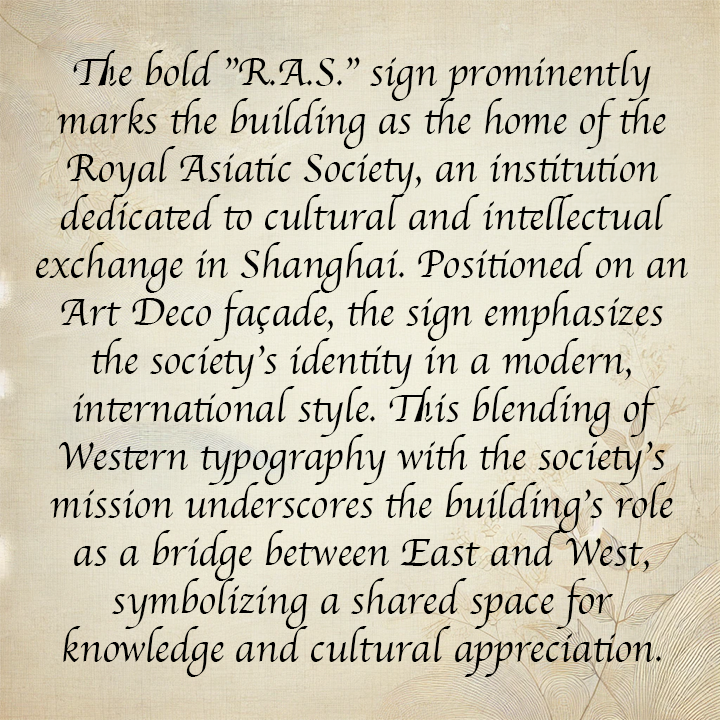 The bold "R.A.S." sign prominently
marks the building as the home of the
Royal Asiatic Society, an institution
dedicated to cultural and intellectual
exchange in Shanghai. Positioned on an
Art Deco façade, the sign emphasizes
the society's identity in a modern,
international style. This blending of
Western typography with the society's
mission underscores the building's role
as a bridge between East and West,
symbolizing a shared space for
knowledge and cultural appreciation.